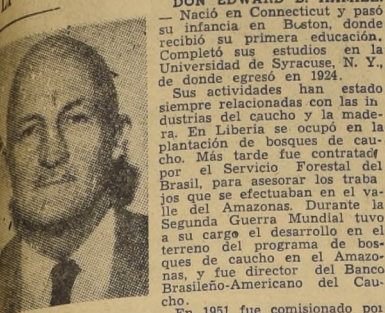 DON EDWARD
— Nació en Connecticut y pasó
su infancia en Boston, donde
recibió su primera educación.
Completó sus estudios en la
Universidad de Syracuse, N. Y.,
de donde egresó en 1924.
Sus actividades han estado
siempre relacionadas con las in
dustrias del caucho y la made-
ra. En Liberia se ocupó en la
plantación de bosques de cau-
cho. Más tarde fue contratad
por el Servicio Forestal del
Brasil, para asesorar los traba
jos que se efectuaban en el va-
lle del Amazonas. Durante la
Segunda Guerra Mundial tuvo
a su cargo el desarrollo en el
terreno del programa de bos-
ques de caucho en el Amazo-
nas, y fue director del Banco
Brasileño-Americano del Cau-
cho.
En 1951 fue comisionado por